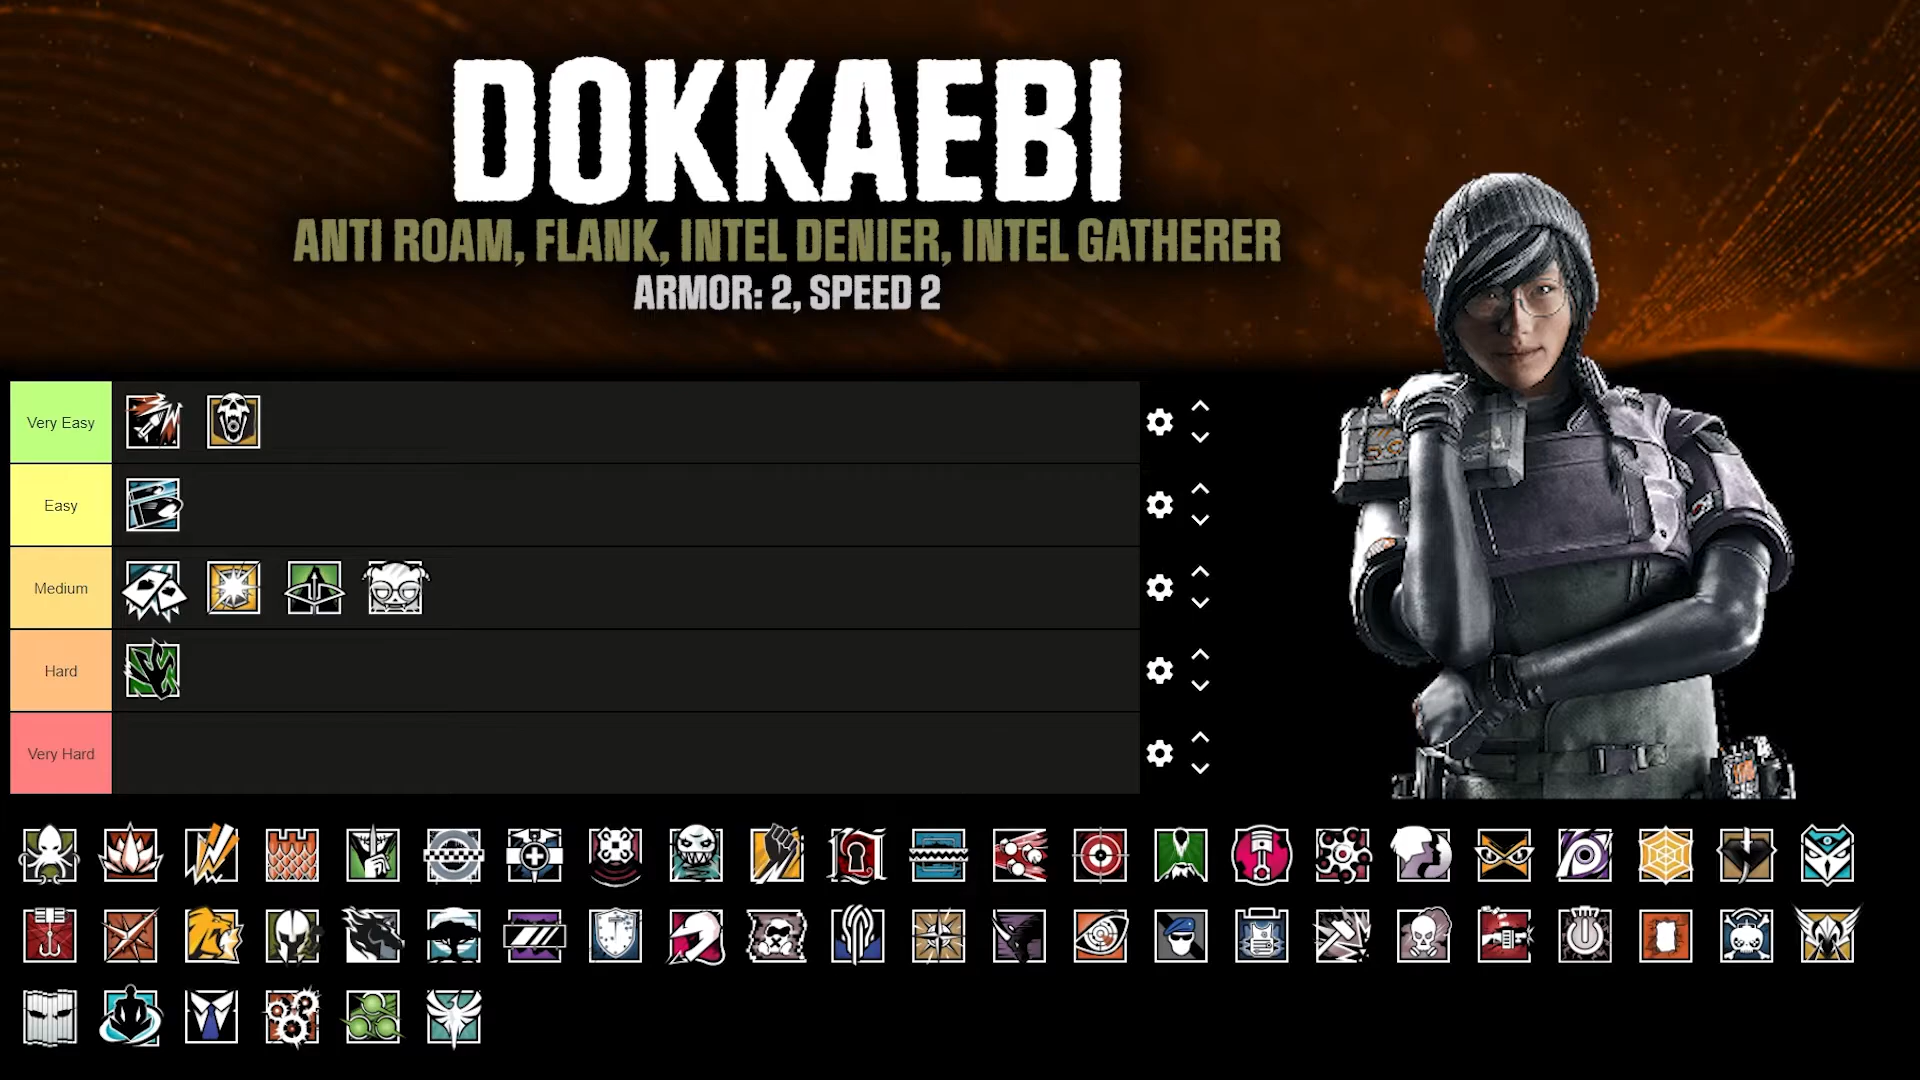 DOKKAEBI
ANTI ROAM, FLANK, INTEL DENIER, INTEL GATHERER
ARMOR: 2, SPEED 2
Very Easy
Easy
Medium
Hard
Very Hard